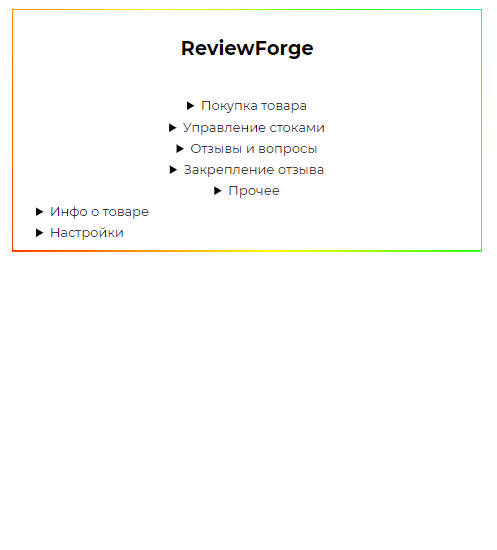 ReviewForge
Покупка товара
Управление стоками
Отзывы и вопросы
Закрепление отзыва
Прочее
Инфо о товаре
Настройки